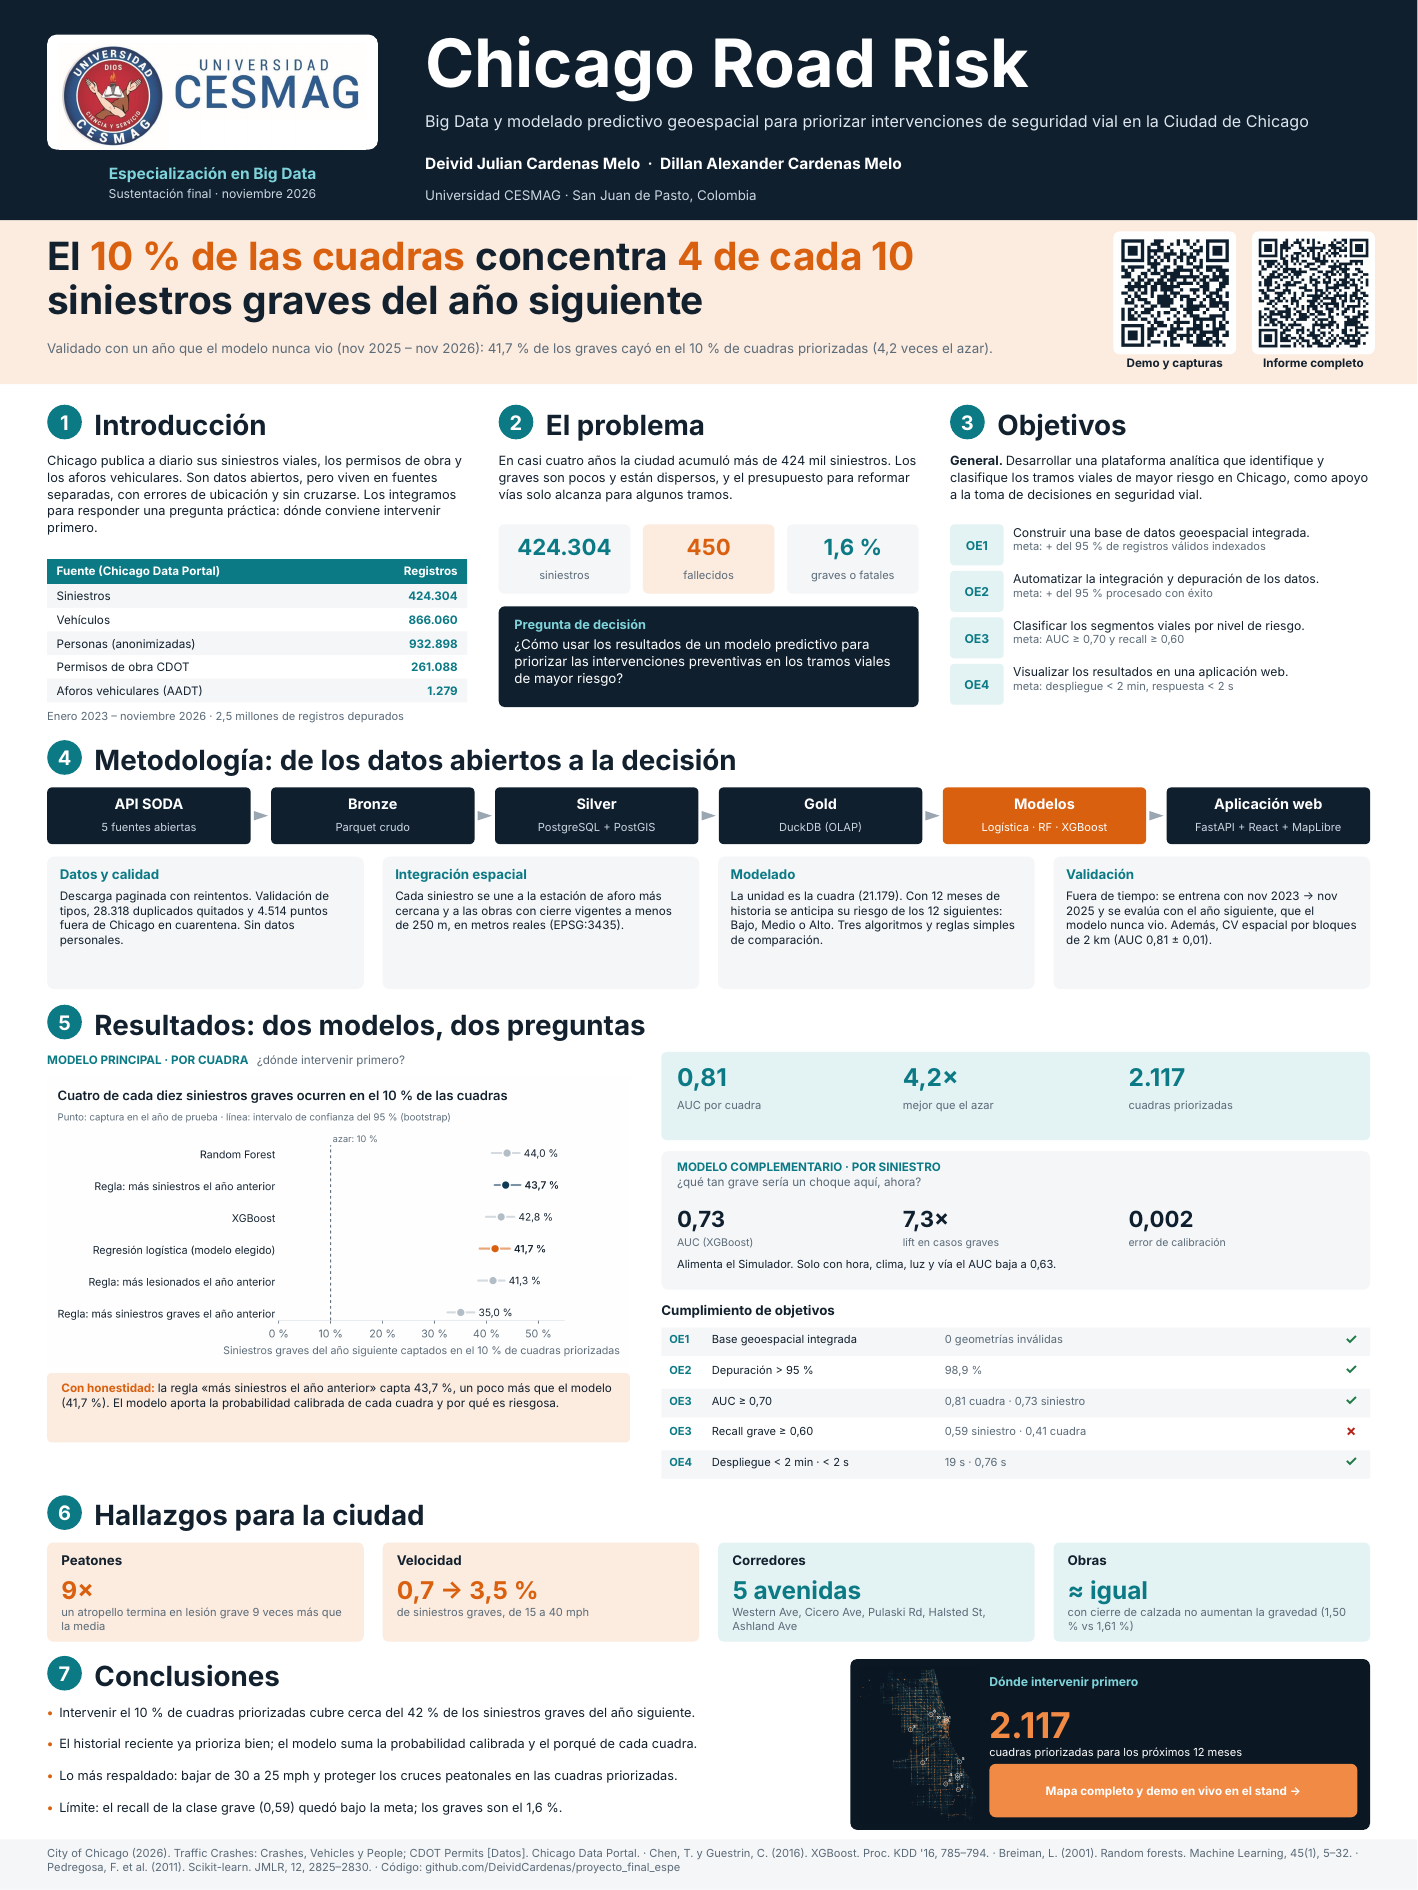 UNIVERSIDAD
DIOS
CIENCIA Y SERVICIO
CESMAG
UNIVERSIDAD
CESMAG
Especialización en Big Data
Sustentación final · noviembre 2026
Chicago Road Risk
Big Data y modelado predictivo geoespacial para priorizar intervenciones de seguridad vial en la Ciudad de Chicago
Deivid Julian Cardenas Melo · Dillan Alexander Cardenas Melo
Universidad CESMAG · San Juan de Pasto, Colombia
El 10 % de las cuadras concentra 4 de cada 10
siniestros graves del año siguiente
Validado con un año que el modelo nunca vio (nov 2025 – nov 2026): 41,7 % de los graves cayó en el 10 % de cuadras priorizadas (4,2 veces el azar).
Demo y capturas
Informe completo
1 Introducción
Chicago publica a diario sus siniestros viales, los permisos de obra y
los aforos vehiculares. Son datos abiertos, pero viven en fuentes
separadas, con errores de ubicación y sin cruzarse. Los integramos
para responder una pregunta práctica: dónde conviene intervenir
primero.
Fuente (Chicago Data Portal) Registros
Siniestros 424.304
Vehículos 866.060
Personas (anonimizadas) 932.898
Permisos de obra CDOT 261.088
Aforos vehiculares (AADT) 1.279
Enero 2023 – noviembre 2026 · 2,5 millones de registros depurados
2 El problema
En casi cuatro años la ciudad acumuló más de 424 mil siniestros. Los
graves son pocos y están dispersos, y el presupuesto para reformar
vías solo alcanza para algunos tramos.
424.304
siniestros
450
fallecidos
1,6 %
graves o fatales
Pregunta de decisión
¿Cómo usar los resultados de un modelo predictivo para
priorizar las intervenciones preventivas en los tramos viales
de mayor riesgo?
3 Objetivos
General. Desarrollar una plataforma analítica que identifique y
clasifique los tramos viales de mayor riesgo en Chicago, como apoyo
a la toma de decisiones en seguridad vial.
OE1
Construir una base de datos geoespacial integrada.
meta: + del 95 % de registros válidos indexados
OE2
Automatizar la integración y depuración de los datos.
meta: + del 95 % procesado con éxito
OE3
Clasificar los segmentos viales por nivel de riesgo.
meta: AUC ≥ 0,70 y recall ≥ 0,60
OE4
Visualizar los resultados en una aplicación web.
meta: despliegue < 2 min, respuesta < 2 s
4 Metodología: de los datos abiertos a la decisión
API SODA
5 fuentes abiertas
Bronze
Parquet crudo
Silver
PostgreSQL + PostGIS
Gold
DuckDB (OLAP)
Modelos
Logística · RF · XGBoost
Aplicación web
FastAPI + React + MapLibre
Datos y calidad
Descarga paginada con reintentos. Validación de
tipos, 28.318 duplicados quitados y 4.514 puntos
fuera de Chicago en cuarentena. Sin datos
personales.
Integración espacial
Cada siniestro se une a la estación de aforo más
cercana y a las obras con cierre vigentes a menos
de 250 m, en metros reales (EPSG:3435).
Modelado
La unidad es la cuadra (21.179). Con 12 meses de
historia se anticipa su riesgo de los 12 siguientes:
Bajo, Medio o Alto. Tres algoritmos y reglas simples
de comparación.
Validación
Fuera de tiempo: se entrena con nov 2023 → nov
2025 y se evalúa con el año siguiente, que el
modelo nunca vio. Además, CV espacial por bloques
de 2 km (AUC 0,81 ± 0,01).
5 Resultados: dos modelos, dos preguntas
MODELO PRINCIPAL · POR CUADRA ¿dónde intervenir primero?
Cuatro de cada diez siniestros graves ocurren en el 10 % de las cuadras
Punto: captura en el año de prueba · línea: intervalo de confianza del 95 % (bootstrap)
azar: 10 %
Random Forest 44,0 %
Regla: más siniestros el año anterior 43,7 %
XGBoost 42,8 %
Regresión logística (modelo elegido) 41,7 %
Regla: más lesionados el año anterior 41,3 %
Regla: más siniestros graves el año anterior 35,0 %
0 % 10 % 20 % 30 % 40 % 50 %
Siniestros graves del año siguiente captados en el 10 % de cuadras priorizadas
Con honestidad: la regla «más siniestros el año anterior» capta 43,7 %, un poco más que el modelo
(41,7 %). El modelo aporta la probabilidad calibrada de cada cuadra y por qué es riesgosa.
0,81
AUC por cuadra
4,2×
mejor que el azar
2.117
cuadras priorizadas
MODELO COMPLEMENTARIO · POR SINIESTRO
¿qué tan grave sería un choque aquí, ahora?
0,73
AUC (XGBoost)
7,3×
lift en casos graves
0,002
error de calibración
Alimenta el Simulador. Solo con hora, clima, luz y vía el AUC baja a 0,63.
Cumplimiento de objetivos
OE1 Base geoespacial integrada 0 geometrías inválidas ✓
OE2 Depuración > 95 % 98,9 % ✓
OE3 AUC ≥ 0,70 0,81 cuadra · 0,73 siniestro ✓
OE3 Recall grave ≥ 0,60 0,59 siniestro · 0,41 cuadra ×
OE4 Despliegue < 2 min · < 2 s 19 s · 0,76 s ✓
6 Hallazgos para la ciudad
Peatones
9×
un atropello termina en lesión grave 9 veces más que
la media
Velocidad
0,7 → 3,5 %
de siniestros graves, de 15 a 40 mph
Corredores
5 avenidas
Western Ave, Cicero Ave, Pulaski Rd, Halsted St,
Ashland Ave
Obras
≈ igual
con cierre de calzada no aumentan la gravedad (1,50
% vs 1,61 %)
7 Conclusiones
• Intervenir el 10 % de cuadras priorizadas cubre cerca del 42 % de los siniestros graves del año siguiente.
• El historial reciente ya prioriza bien; el modelo suma la probabilidad calibrada y el porqué de cada cuadra.
• Lo más respaldado: bajar de 30 a 25 mph y proteger los cruces peatonales en las cuadras priorizadas.
• Límite: el recall de la clase grave (0,59) quedó bajo la meta; los graves son el 1,6 %.
Dónde intervenir primero
2.117
cuadras priorizadas para los próximos 12 meses
Mapa completo y demo en vivo en el stand →
City of Chicago (2026). Traffic Crashes: Crashes, Vehicles y People; CDOT Permits [Datos]. Chicago Data Portal. · Chen, T. y Guestrin, C. (2016). XGBoost. Proc. KDD '16, 785–794. · Breiman, L. (2001). Random forests. Machine Learning, 45(1), 5–32. ·
Pedregosa, F. et al. (2011). Scikit-learn. JMLR, 12, 2825–2830. · Código: github.com/DeividCardenas/proyecto_final_espe